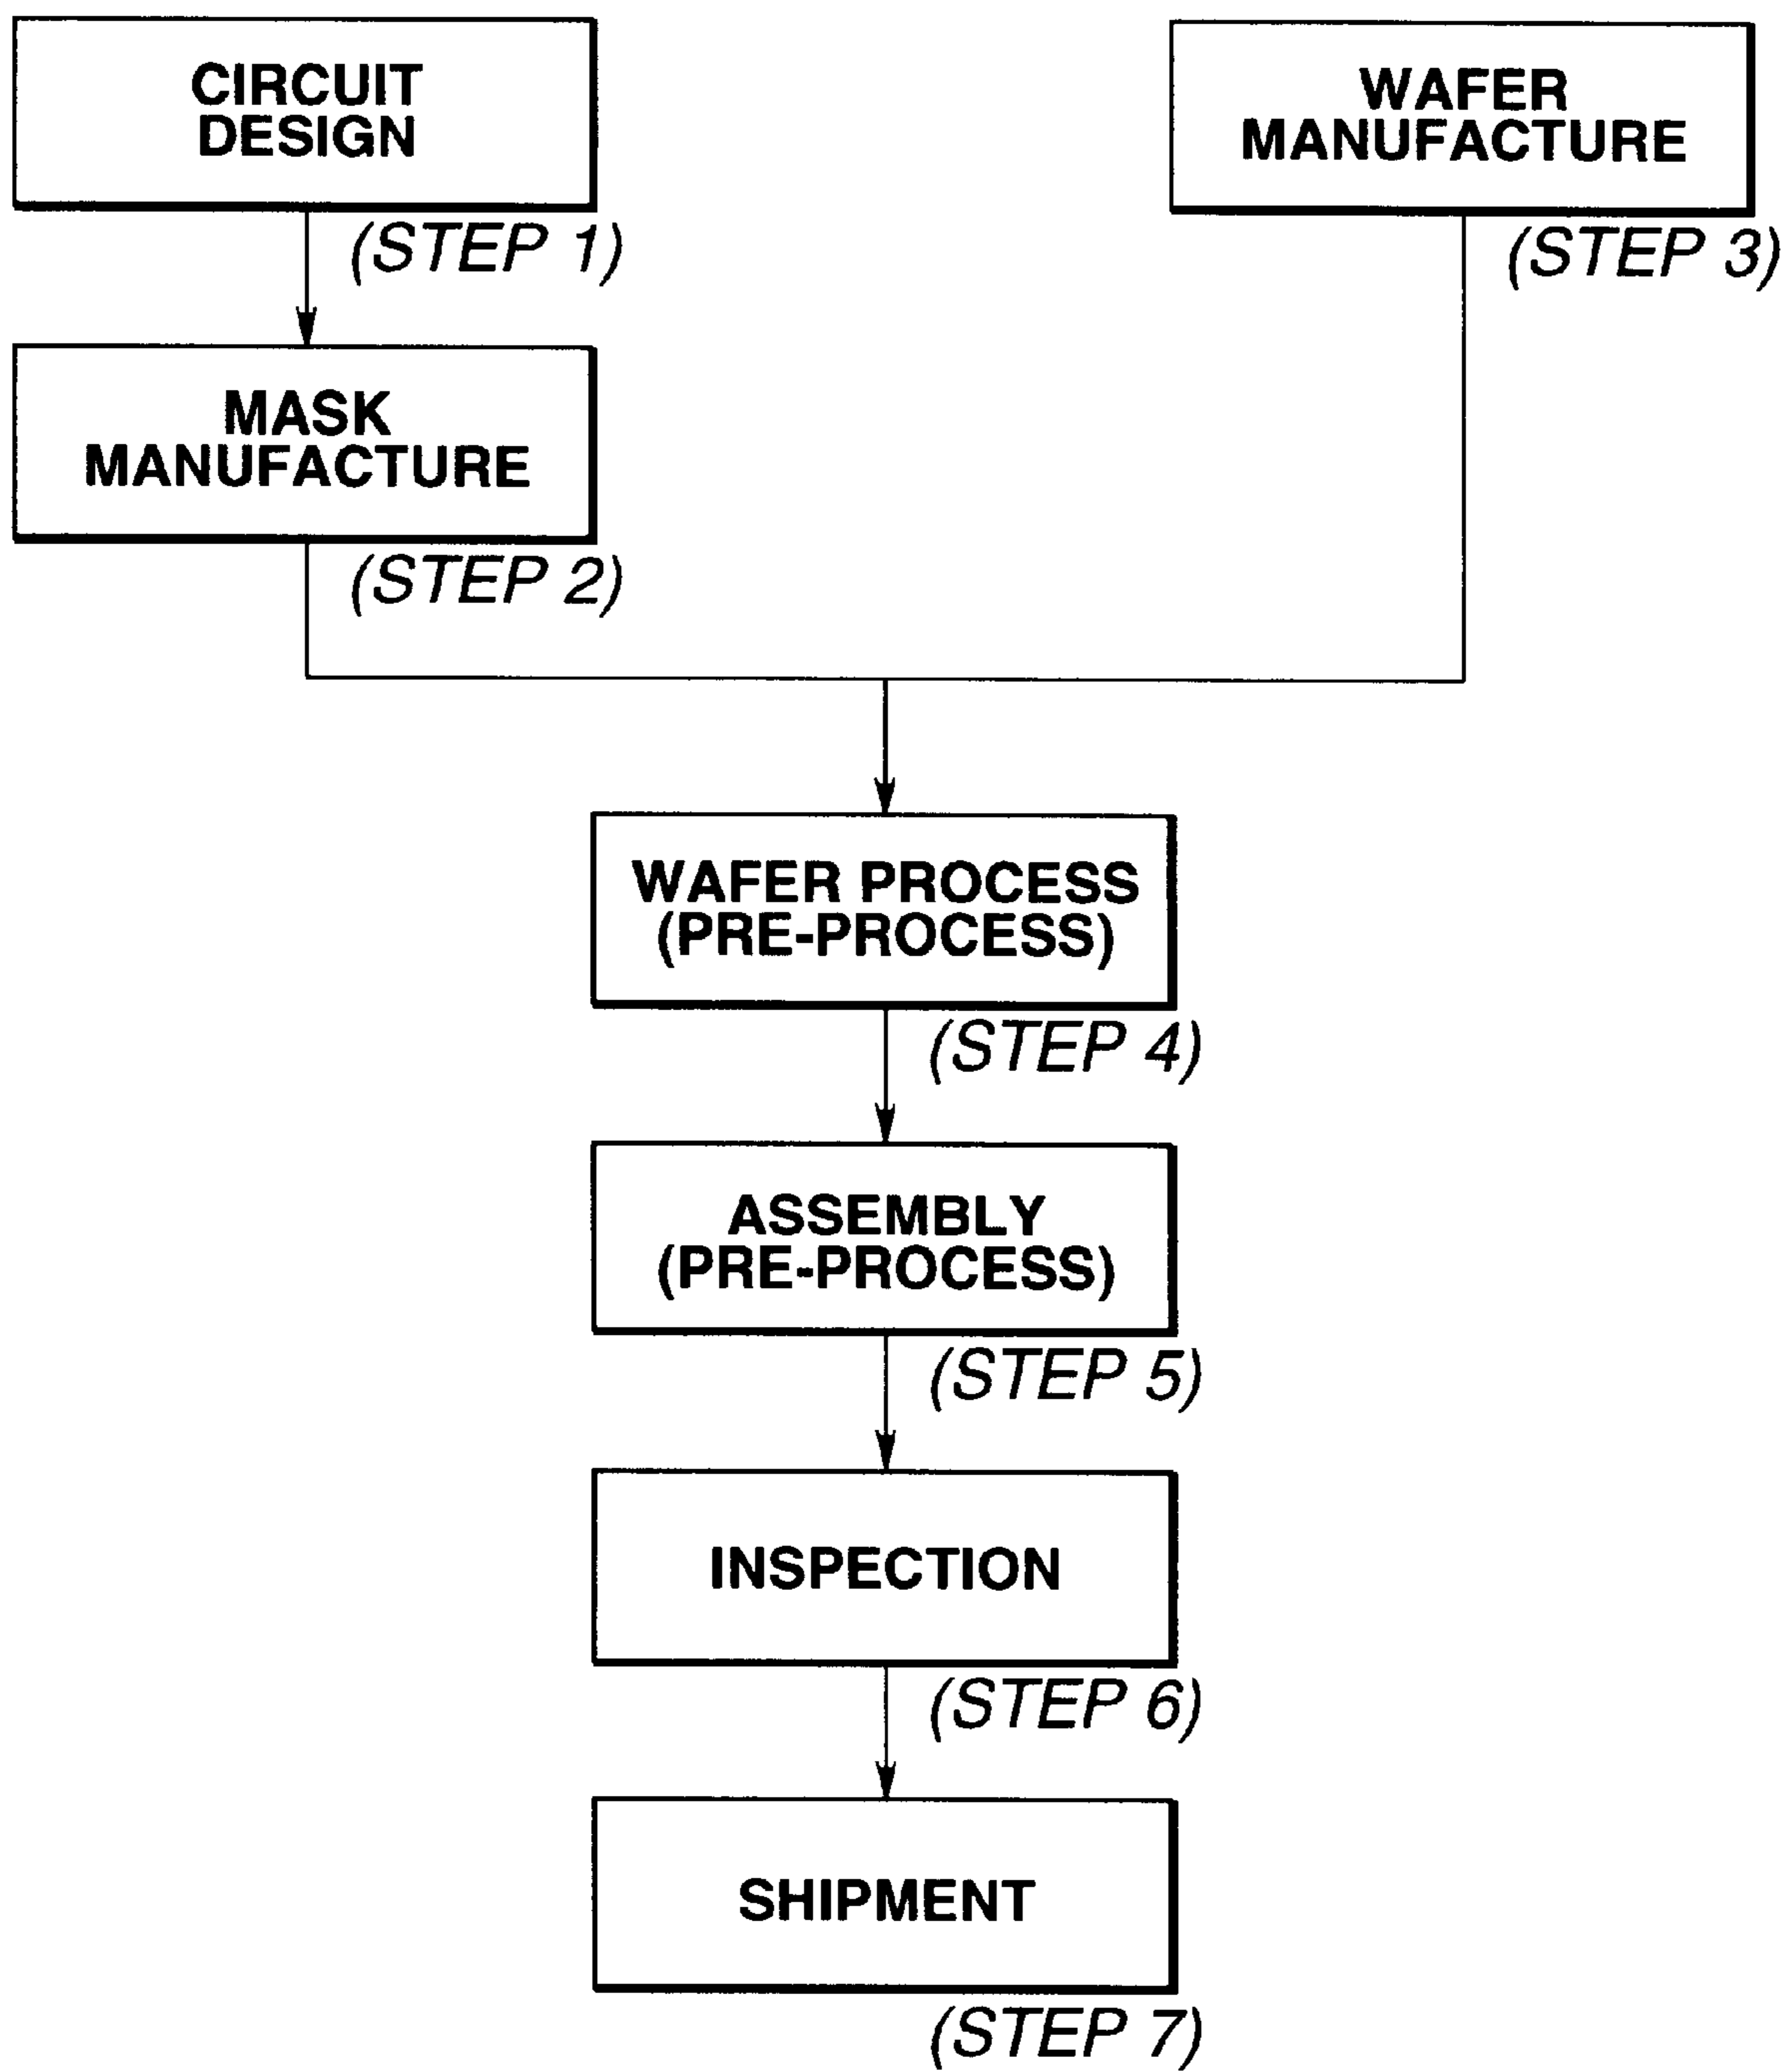 CIRCUIT
DESIGN
(STEP 1)
WAFER
MANUFACTURE
(STEP 3)
MASK
MANUFACTURE
(STEP 2)
WAFER PROCESS
(PRE-PROCESS)
(STEP 4)
ASSEMBLY
(PRE-PROCESS)
(STEP 5)
INSPECTION
(STEP 6)
SHIPMENT
(STEP 7)